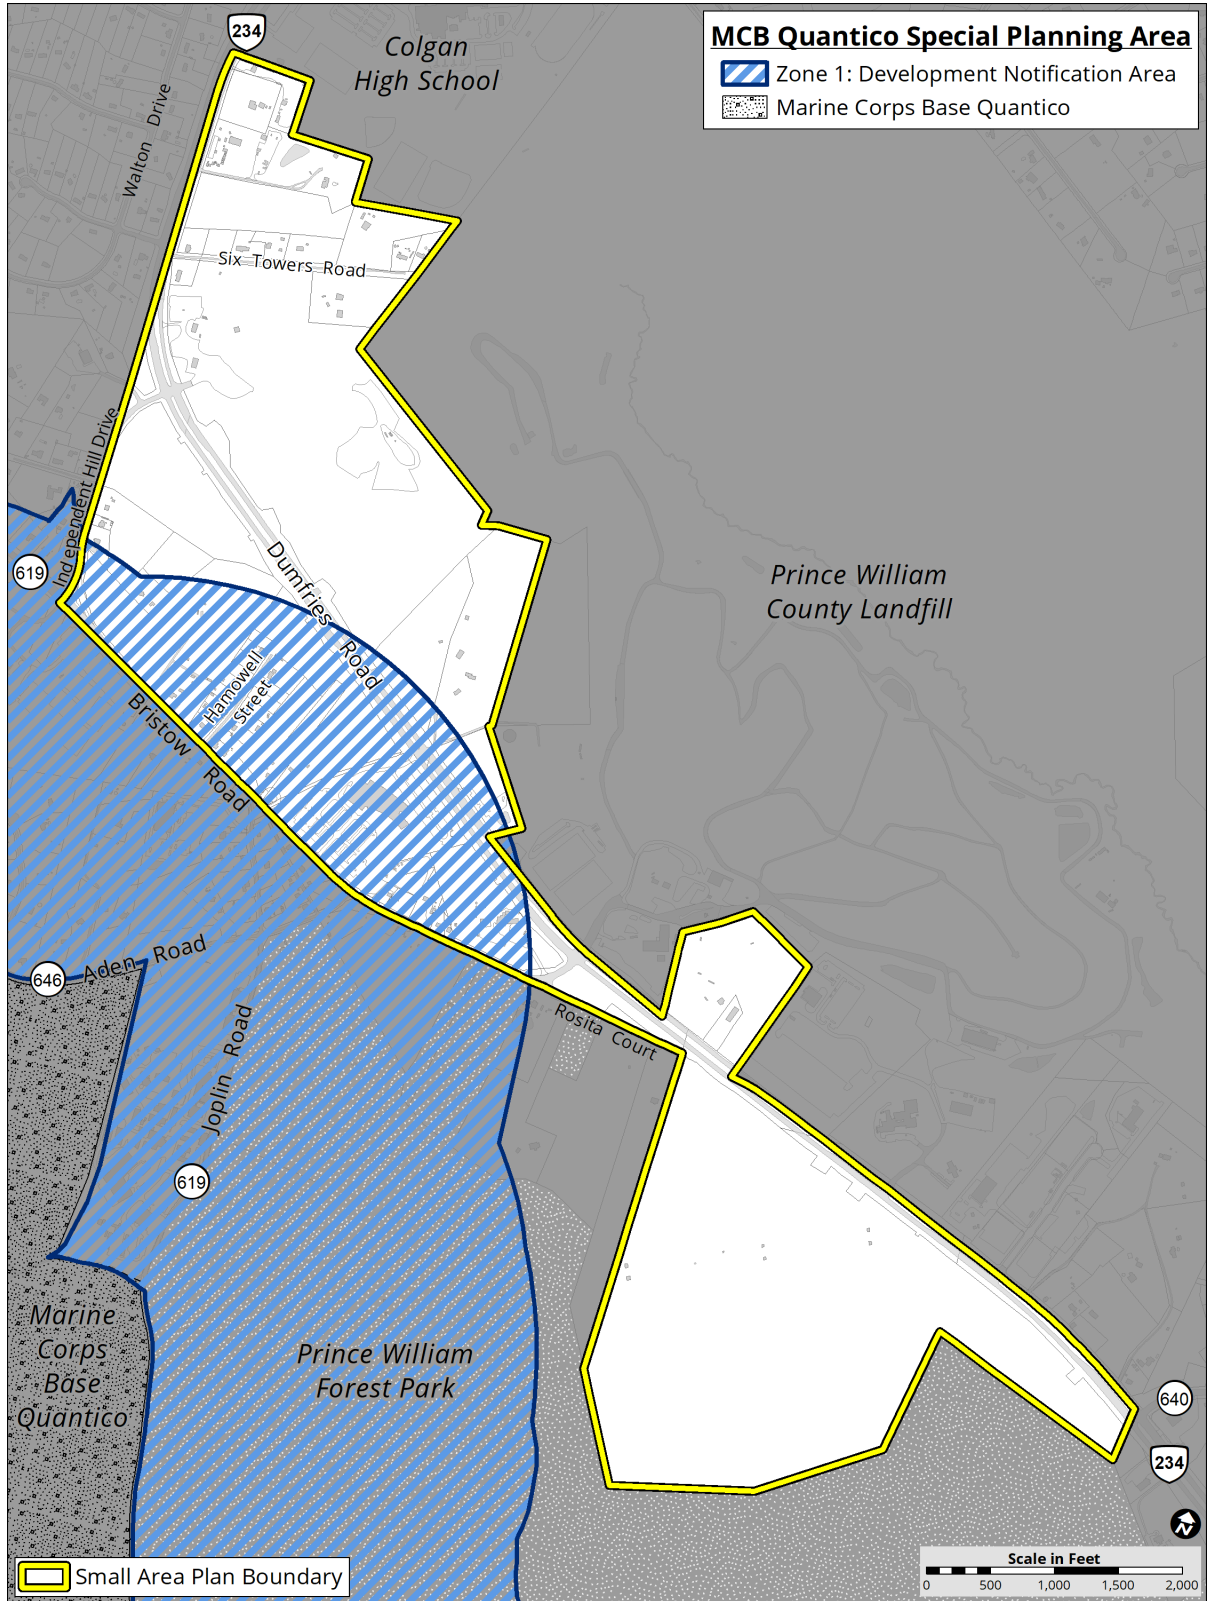 234
Colgan
High School
MCB Quantico Special Planning Area
Zone 1: Development Notification Area
Marine Corps Base Quantico
Walton Drive
Six Towers Road
Independent Hill Drive
619
Dumfries Road
Prince William
County Landfill
Hamowell
Street
Bristow Road
646
Aden Road
Rosita Court
Joplin Road
619
Marine
Corps
Base
Quantico
Prince William
Forest Park
640
234
N
Small Area Plan Boundary
Scale in Feet
0 500 1,000 1,500 2,000